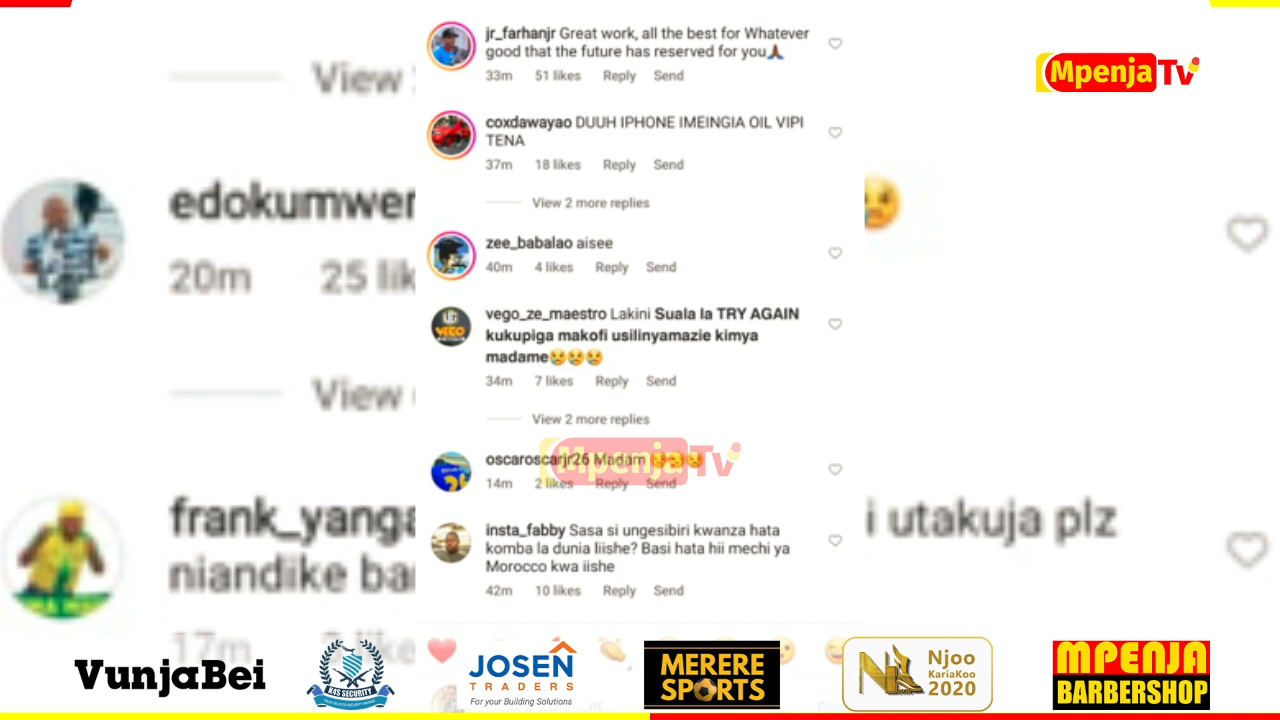 jr_farhanjr Great work, all the best for Whatever
good that the future has reserved for you🙏🏾
33m 51 likes Reply Send
coxdawayao DUUH IPHONE IMEINGIA OIL VIPI
TENA
37m 18 likes Reply Send
View 2 more replies
zee_babalao aisee
40m 4 likes Reply Send
vego_ze_maestro Lakini Suala la TRY AGAIN
kukupiga makofi usilinyamazie kimya
madame😢😢😢
34m 7 likes Reply Send
View 2 more replies
oscaroscarjr26 Madam
14m 2 likes Reply Send
insta_fabby Sasa si ungesibiri kwanza hata
komba la dunia liishe? Basi hata hii mechi ya
Morocco kwa iishe
42m 10 likes Reply Send
MpenjaTv
MpenjaTv
View
edokumwer
20m 25 lik
View
frank_yanga
i utakuja plz
niandike ba
17m
VunjaBei
K4S SECURITY
JOSEN
TRADERS
For your Building Solutions
MERERE
SPORTS
Njoo
KariaKoo
2020
MPENJA
BARBERSHOP